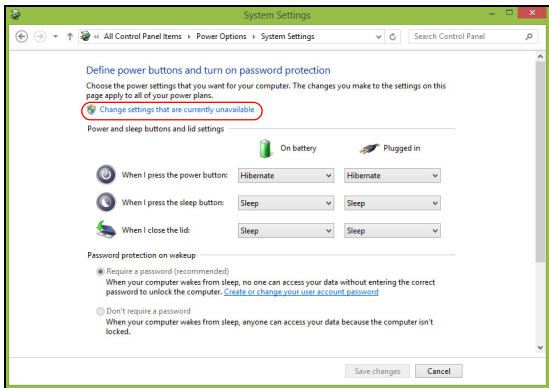 System Settings
« All Control Panel Items ▸ Power Options ▸ System Settings
Search Control Panel
Define power buttons and turn on password protection
Choose the power settings that you want for your computer. The changes you make to the settings on this
page apply to all of your power plans.
Change settings that are currently unavailable
Power and sleep buttons and lid settings
On battery Plugged in
When I press the power button: Hibernate Hibernate
When I press the sleep button: Sleep Sleep
When I close the lid: Sleep Sleep
Password protection on wakeup
Require a password (recommended)
When your computer wakes from sleep, no one can access your data without entering the correct
password to unlock the computer. Create or change your user account password
Don't require a password
When your computer wakes from sleep, anyone can access your data because the computer isn't
locked.
Save changes Cancel